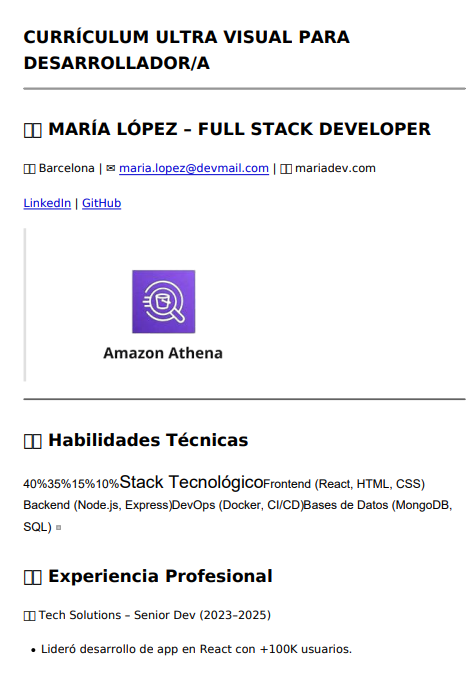 CURRÍCULUM ULTRA VISUAL PARA
DESARROLLADOR/A
MARÍA LÓPEZ – FULL STACK DEVELOPER
Barcelona | ✉ maria.lopez@devmail.com | mariadev.com
LinkedIn | GitHub
Amazon Athena
Habilidades Técnicas
40%35%15%10%Stack TecnológicoFrontend (React, HTML, CSS)
Backend (Node.js, Express)DevOps (Docker, CI/CD)Bases de Datos (MongoDB,
SQL)
Experiencia Profesional
Tech Solutions – Senior Dev (2023–2025)
• Lideró desarrollo de app en React con +100K usuarios.